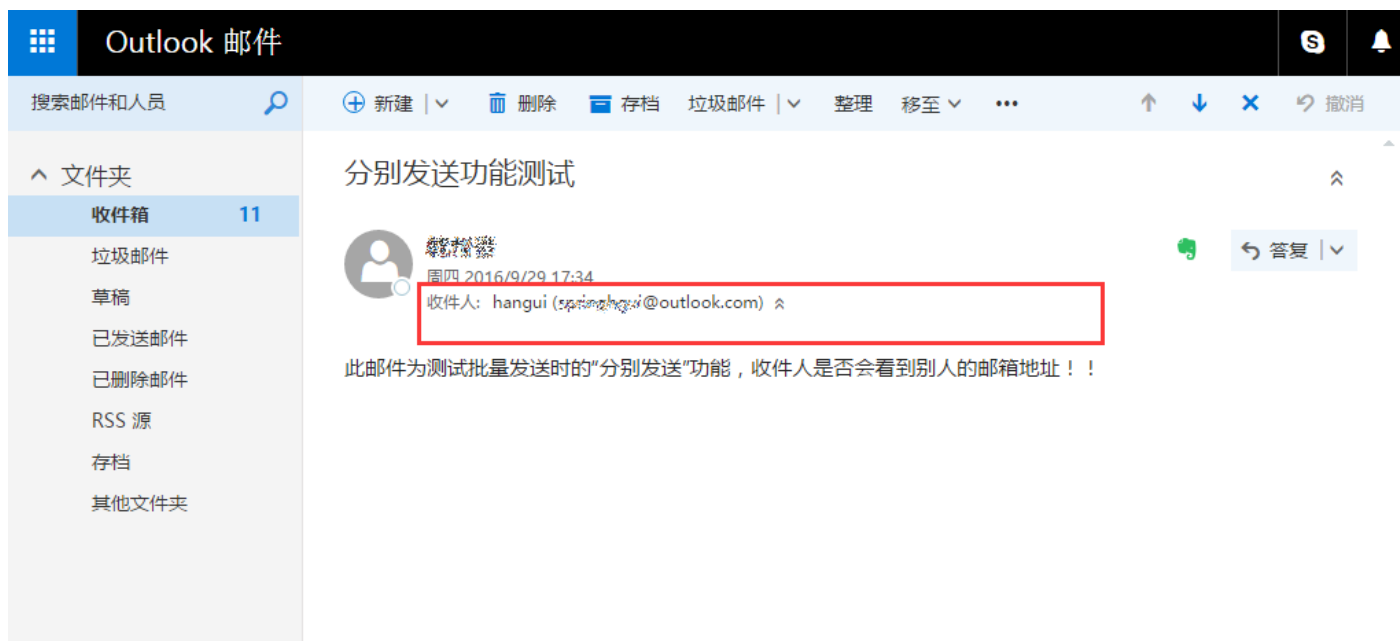 Outlook 邮件
搜索邮件和人员
新建 删除 存档 垃圾邮件 整理 移至 ••• 撤消
文件夹
收件箱 11
垃圾邮件
草稿
已发送邮件
已删除邮件
RSS 源
存档
其他文件夹
分别发送功能测试
答复
周四 2016/9/29 17:34
收件人: hangui (@outlook.com)
此邮件为测试批量发送时的“分别发送”功能，收件人是否会看到别人的邮箱地址！！